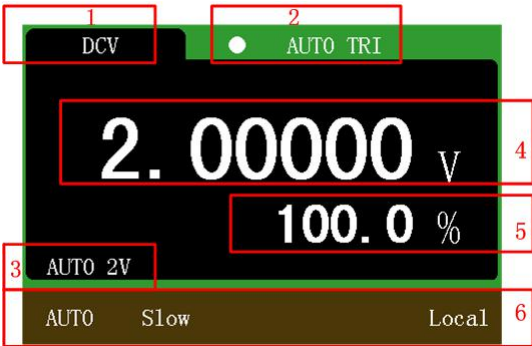 1
2
DCV
AUTO TRI
2.00000 V
4
100.0 %
5
3
AUTO 2V
AUTO Slow Local
6